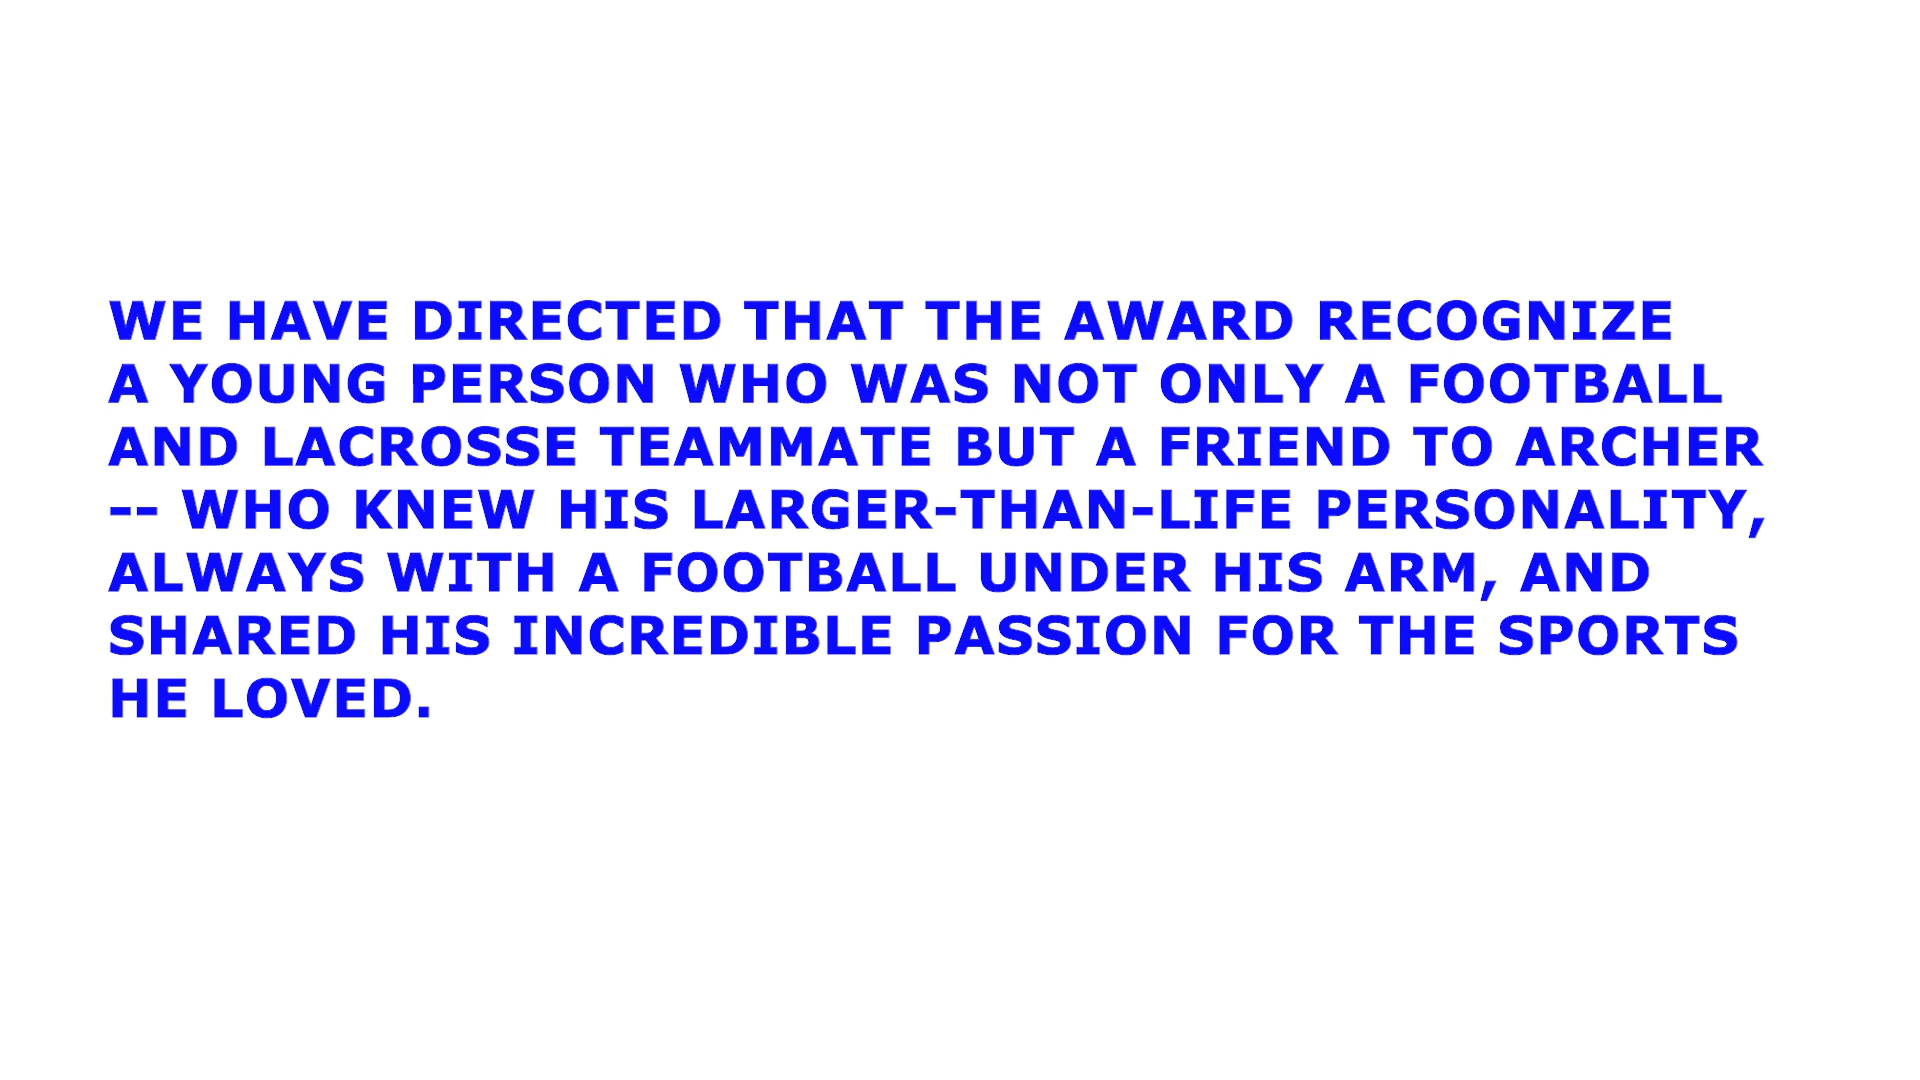 WE HAVE DIRECTED THAT THE AWARD RECOGNIZE
A YOUNG PERSON WHO WAS NOT ONLY A FOOTBALL
AND LACROSSE TEAMMATE BUT A FRIEND TO ARCHER
-- WHO KNEW HIS LARGER-THAN-LIFE PERSONALITY,
ALWAYS WITH A FOOTBALL UNDER HIS ARM, AND
SHARED HIS INCREDIBLE PASSION FOR THE SPORTS
HE LOVED.